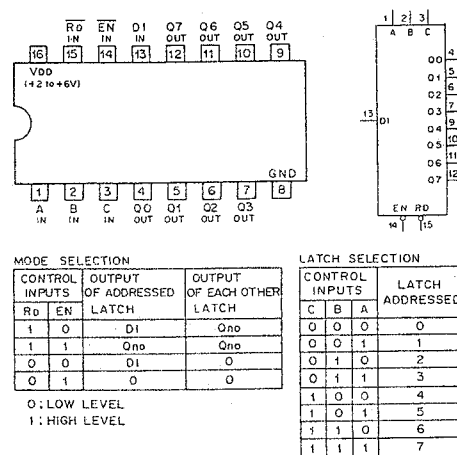 RD EN D1 Q7 Q6 Q5 Q4
IN IN IN OUT OUT OUT OUT
16 15 14 13 12 11 10 9
VDD
(+2 to +6V)
GND
1 2 3 4 5 6 7 8
A B C Q0 Q1 Q2 Q3
IN IN IN OUT OUT OUT OUT
1 2 3
A B C
Q0 4
Q1 5
Q2 6
Q3 7
13 D1
Q4 9
Q5 10
Q6 11
Q7 12
EN RD
14 15
MODE SELECTION
CONTROL INPUTS OUTPUT OF ADDRESSED LATCH OUTPUT OF EACH OTHER LATCH
RD EN
1 0 D1 Qno
1 1 Qno Qno
0 0 D1 0
0 1 0 0
0 ; LOW LEVEL
1 ; HIGH LEVEL
LATCH SELECTION
CONTROL INPUTS LATCH ADDRESSED
C B A
0 0 0 0
0 0 1 1
0 1 0 2
0 1 1 3
1 0 0 4
1 0 1 5
1 1 0 6
1 1 1 7